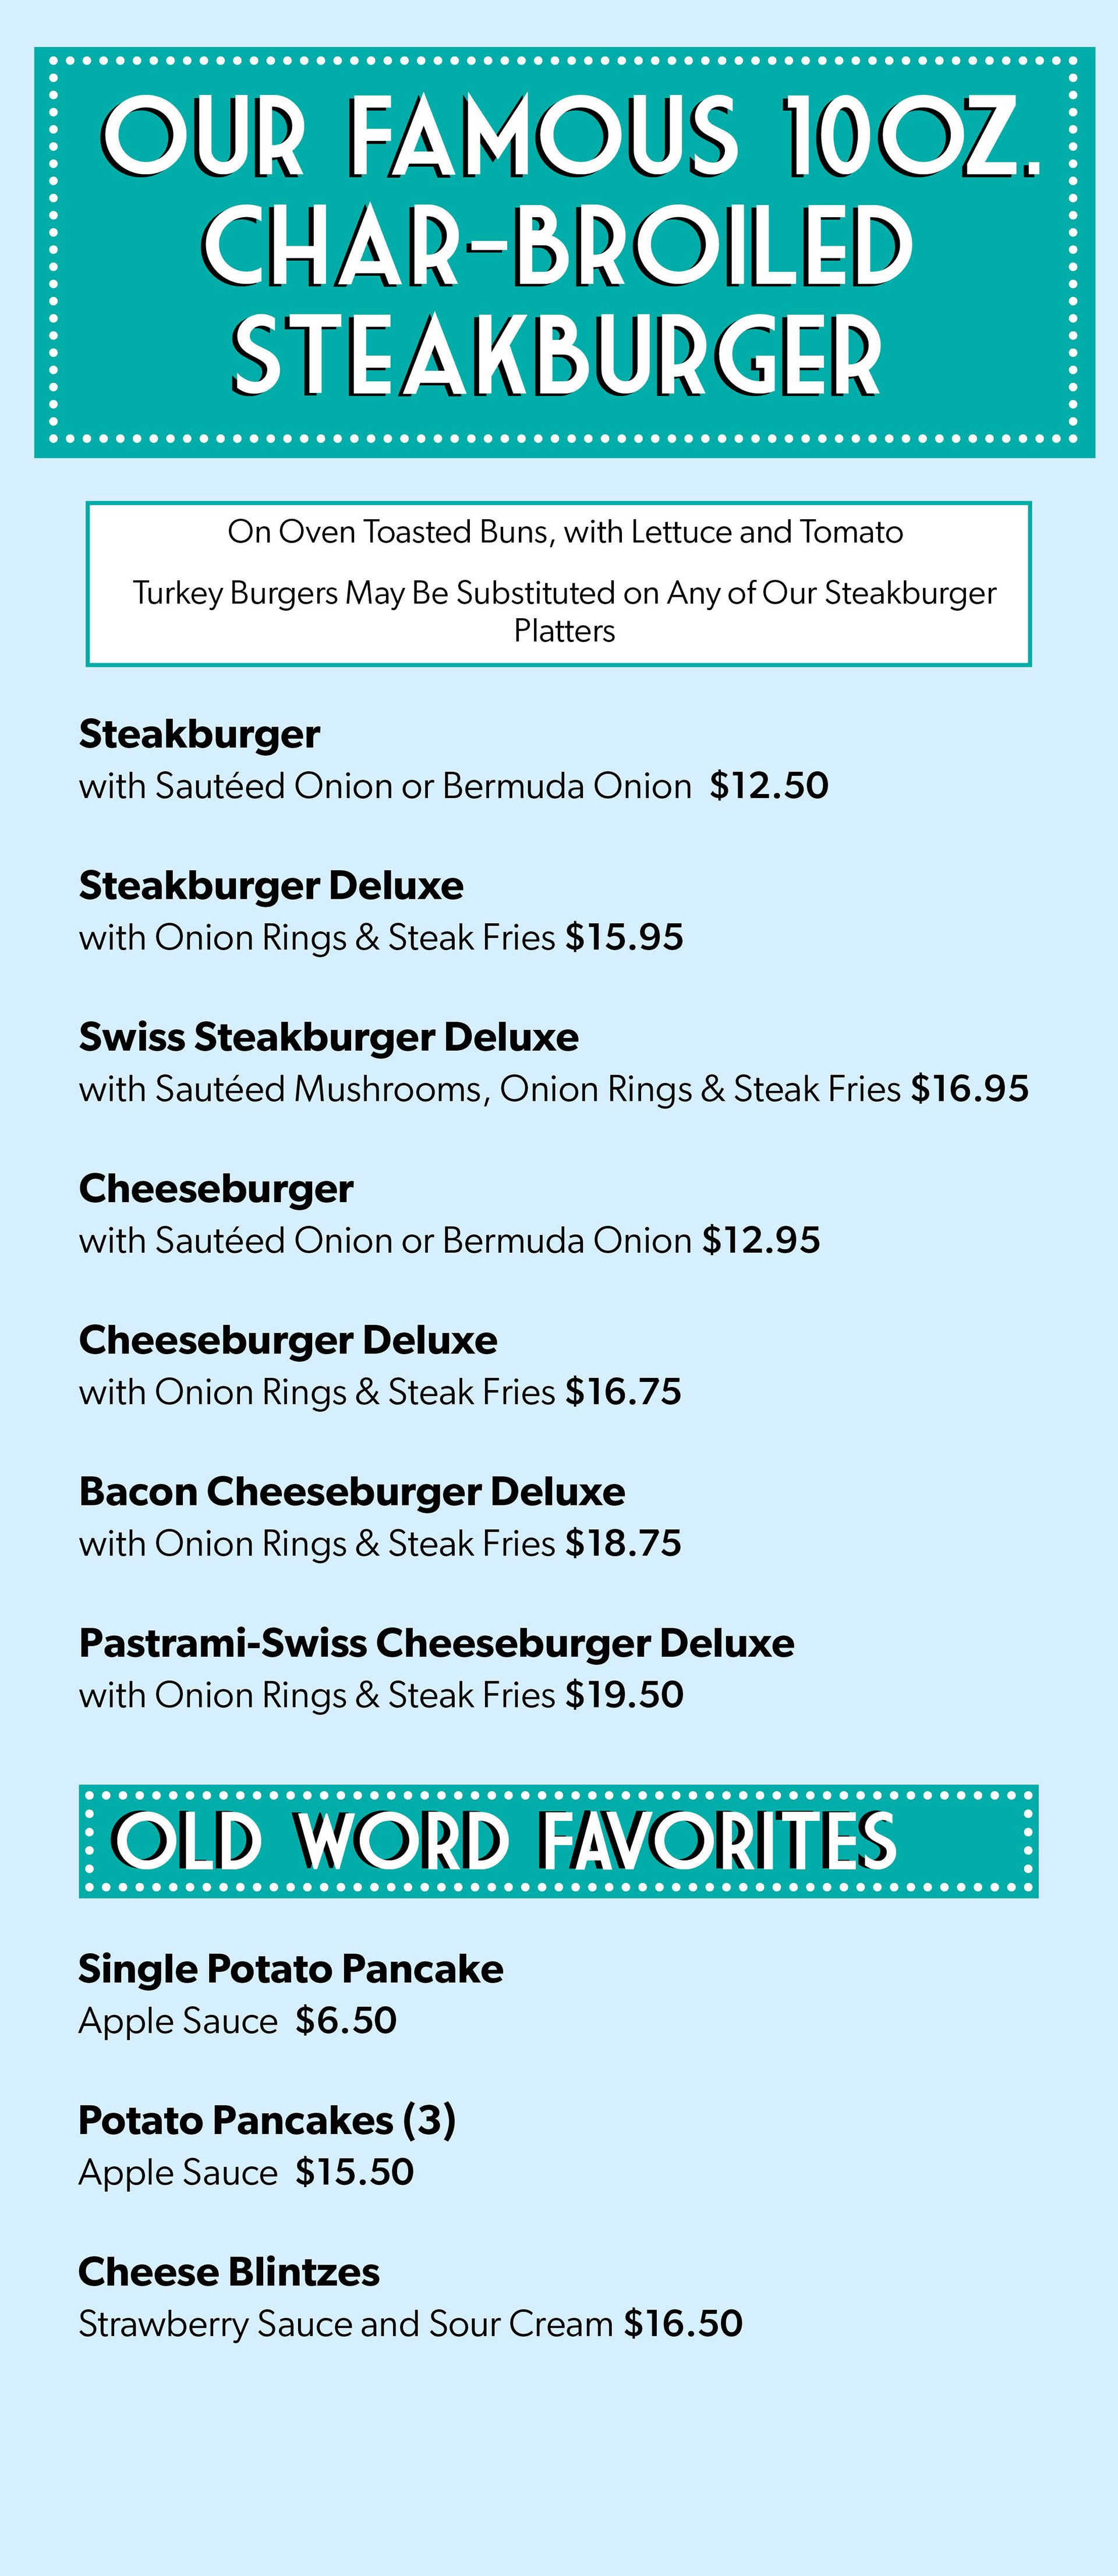 OUR FAMOUS 10OZ.
CHAR-BROILED
STEAKBURGER
On Oven Toasted Buns, with Lettuce and Tomato
Turkey Burgers May Be Substituted on Any of Our Steakburger
Platters
Steakburger
with Sautéed Onion or Bermuda Onion $12.50
Steakburger Deluxe
with Onion Rings & Steak Fries $15.95
Swiss Steakburger Deluxe
with Sautéed Mushrooms, Onion Rings & Steak Fries $16.95
Cheeseburger
with Sautéed Onion or Bermuda Onion $12.95
Cheeseburger Deluxe
with Onion Rings & Steak Fries $16.75
Bacon Cheeseburger Deluxe
with Onion Rings & Steak Fries $18.75
Pastrami-Swiss Cheeseburger Deluxe
with Onion Rings & Steak Fries $19.50
OLD WORD FAVORITES
Single Potato Pancake
Apple Sauce $6.50
Potato Pancakes (3)
Apple Sauce $15.50
Cheese Blintzes
Strawberry Sauce and Sour Cream $16.50